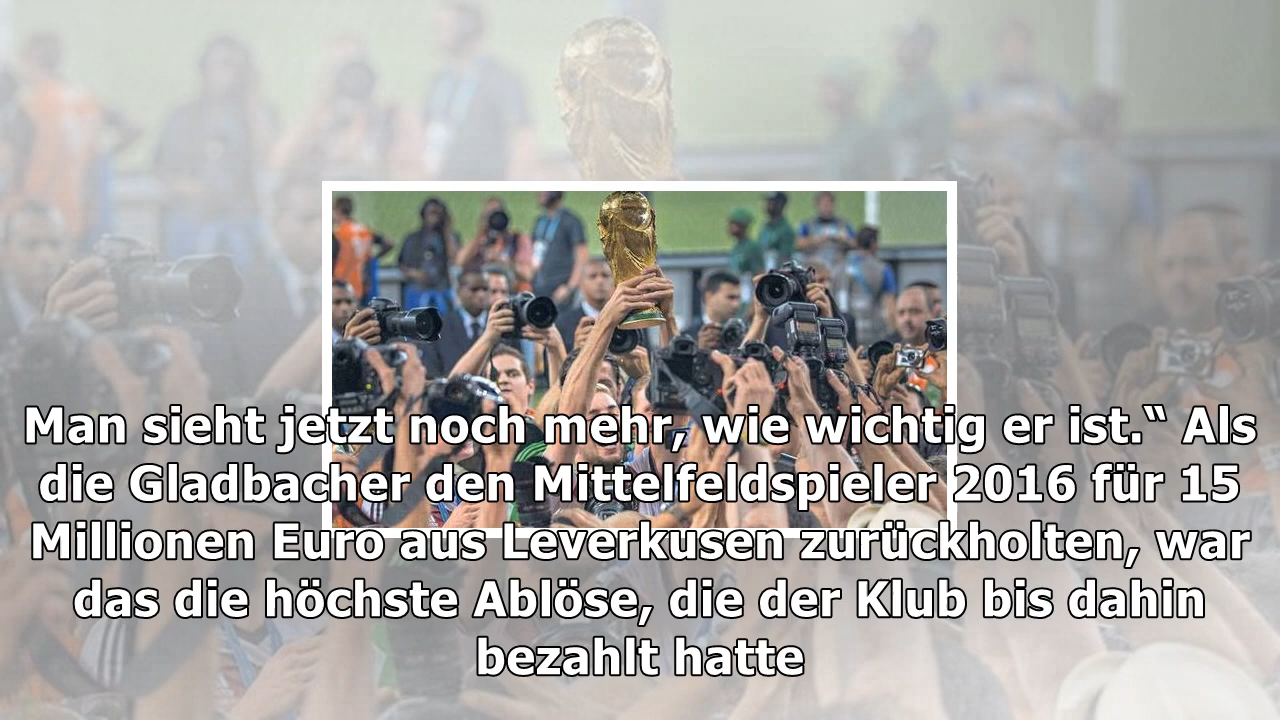 Man sieht jetzt noch mehr, wie wichtig er ist.“ Als
die Gladbacher den Mittelfeldspieler 2016 für 15
Millionen Euro aus Leverkusen zurückholten, war
das die höchste Ablöse, die der Klub bis dahin
bezahlt hatte